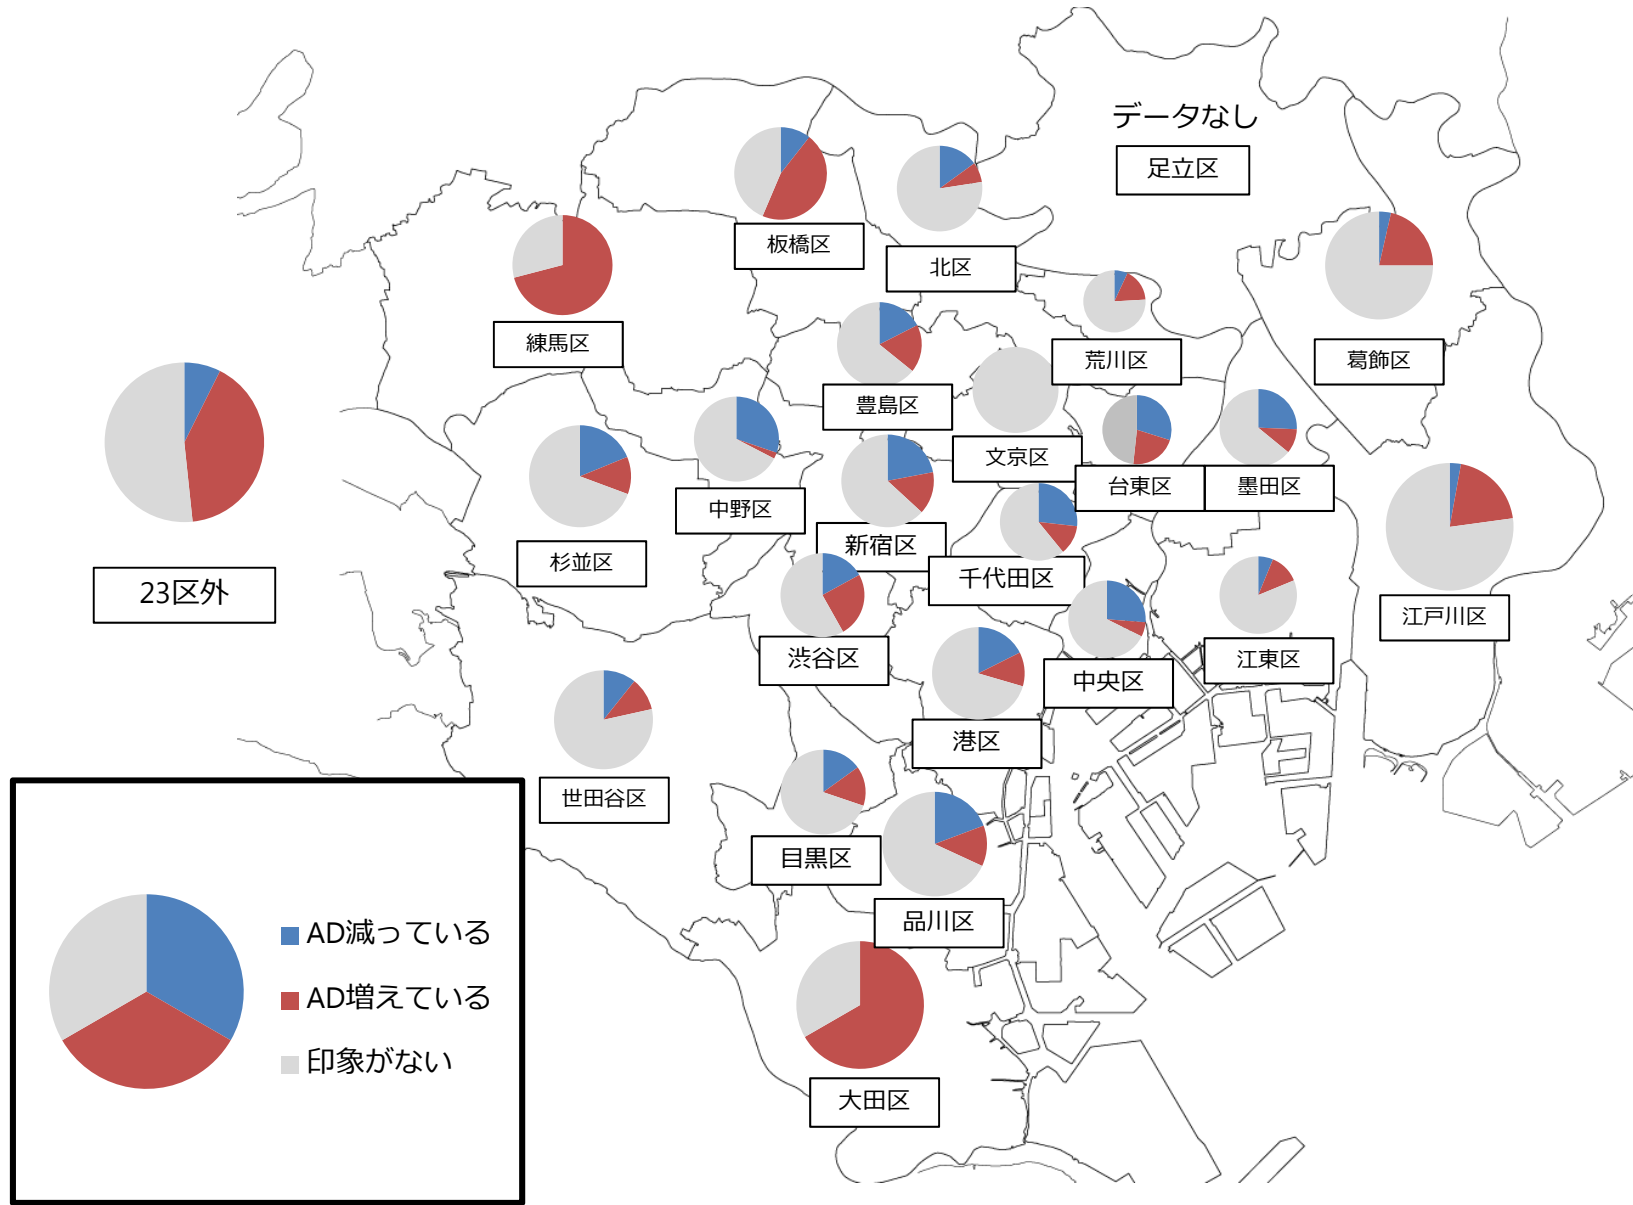 データなし
足立区
板橋区
北区
練馬区
荒川区
葛飾区
豊島区
文京区
台東区
墨田区
中野区
杉並区
新宿区
千代田区
23区外
江戸川区
渋谷区
中央区
江東区
港区
世田谷区
目黒区
品川区
大田区
AD減っている
AD増えている
印象がない